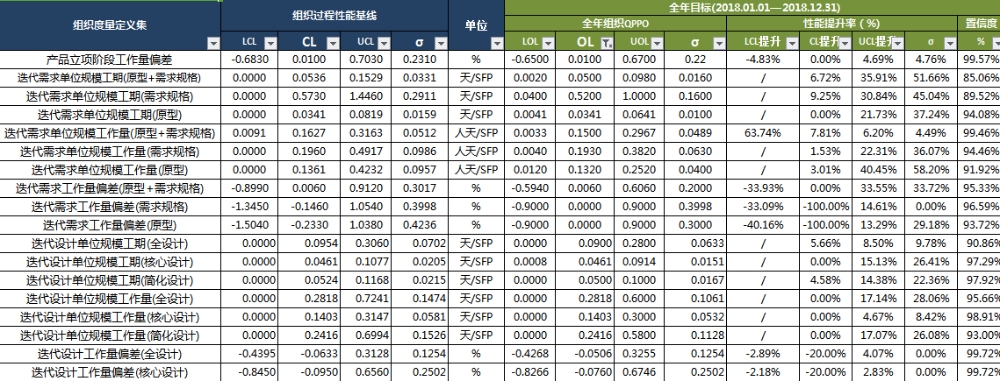 组织度量定义集 组织过程性能基线 单位 全年目标(2018.01.01—2018.12.31)
全年组织QPPO 性能提升率（%） 置信度
LCL CL UCL σ LOL OL UOL σ LCL提升 CL提升 UCL提升 σ %
产品立项阶段工作量偏差 -0.6830 0.0100 0.7030 0.2310 % -0.6500 0.0100 0.6700 0.22 -4.83% 0.00% 4.69% 4.76% 99.57%
迭代需求单位规模工期(原型+需求规格) 0.0000 0.0536 0.1529 0.0331 天/SFP 0.0020 0.0500 0.0980 0.0160 / 6.72% 35.91% 51.66% 85.06%
迭代需求单位规模工期(需求规格) 0.0000 0.5730 1.4460 0.2911 天/SFP 0.0400 0.5200 1.0000 0.1600 / 9.25% 30.84% 45.04% 89.52%
迭代需求单位规模工期(原型) 0.0000 0.0341 0.0819 0.0159 天/SFP 0.0041 0.0341 0.0641 0.0100 / 0.00% 21.73% 37.24% 94.08%
迭代需求单位规模工作量(原型+需求规格) 0.0091 0.1627 0.3163 0.0512 人天/SFP 0.0033 0.1500 0.2967 0.0489 63.74% 7.81% 6.20% 4.49% 99.46%
迭代需求单位规模工作量(需求规格) 0.0000 0.1960 0.4917 0.0986 人天/SFP 0.0040 0.1930 0.3820 0.0630 / 1.53% 22.31% 36.07% 94.46%
迭代需求单位规模工作量(原型) 0.0000 0.1361 0.4232 0.0957 人天/SFP 0.0120 0.1320 0.2520 0.0400 / 3.01% 40.45% 58.20% 91.92%
迭代需求工作量偏差(原型+需求规格) -0.8990 0.0060 0.9120 0.3017 % -0.5940 0.0060 0.6060 0.2000 -33.93% 0.00% 33.55% 33.72% 95.33%
迭代需求工作量偏差(需求规格) -1.3450 -0.1460 1.0540 0.3998 % -0.9000 0.0000 0.9000 0.3998 -33.09% -100.00% 14.61% 0.00% 96.59%
迭代需求工作量偏差(原型) -1.5040 -0.2330 1.0380 0.4236 % -0.9000 0.0000 0.9000 0.3000 -40.16% -100.00% 13.29% 29.18% 93.72%
迭代设计单位规模工期(全设计) 0.0000 0.0954 0.3060 0.0702 天/SFP 0.0000 0.0900 0.2800 0.0633 / 5.66% 8.50% 9.78% 90.86%
迭代设计单位规模工期(核心设计) 0.0000 0.0461 0.1077 0.0205 天/SFP 0.0008 0.0461 0.0914 0.0151 / 0.00% 15.13% 26.41% 97.29%
迭代设计单位规模工期(简化设计) 0.0000 0.0524 0.1168 0.0215 天/SFP 0.0000 0.0500 0.1000 0.0167 / 4.58% 14.38% 22.36% 97.92%
迭代设计单位规模工作量(全设计) 0.0000 0.2818 0.7241 0.1474 天/SFP 0.0000 0.2818 0.6000 0.1061 / 0.00% 17.14% 28.06% 95.66%
迭代设计单位规模工作量(核心设计) 0.0000 0.1403 0.3147 0.0581 天/SFP 0.0000 0.1403 0.3000 0.0532 / 0.00% 4.67% 8.42% 98.91%
迭代设计单位规模工作量(简化设计) 0.0000 0.2416 0.6994 0.1526 天/SFP 0.0000 0.2416 0.5800 0.1128 / 0.00% 17.07% 26.08% 93.00%
迭代设计工作量偏差(全设计) -0.4395 -0.0633 0.3128 0.1254 % -0.4268 -0.0506 0.3255 0.1254 -2.89% -20.00% 4.07% 0.00% 99.72%
迭代设计工作量偏差(核心设计) -0.8450 -0.0950 0.6560 0.2502 % -0.8266 -0.0760 0.6746 0.2502 -2.18% -20.00% 2.83% 0.00% 99.72%